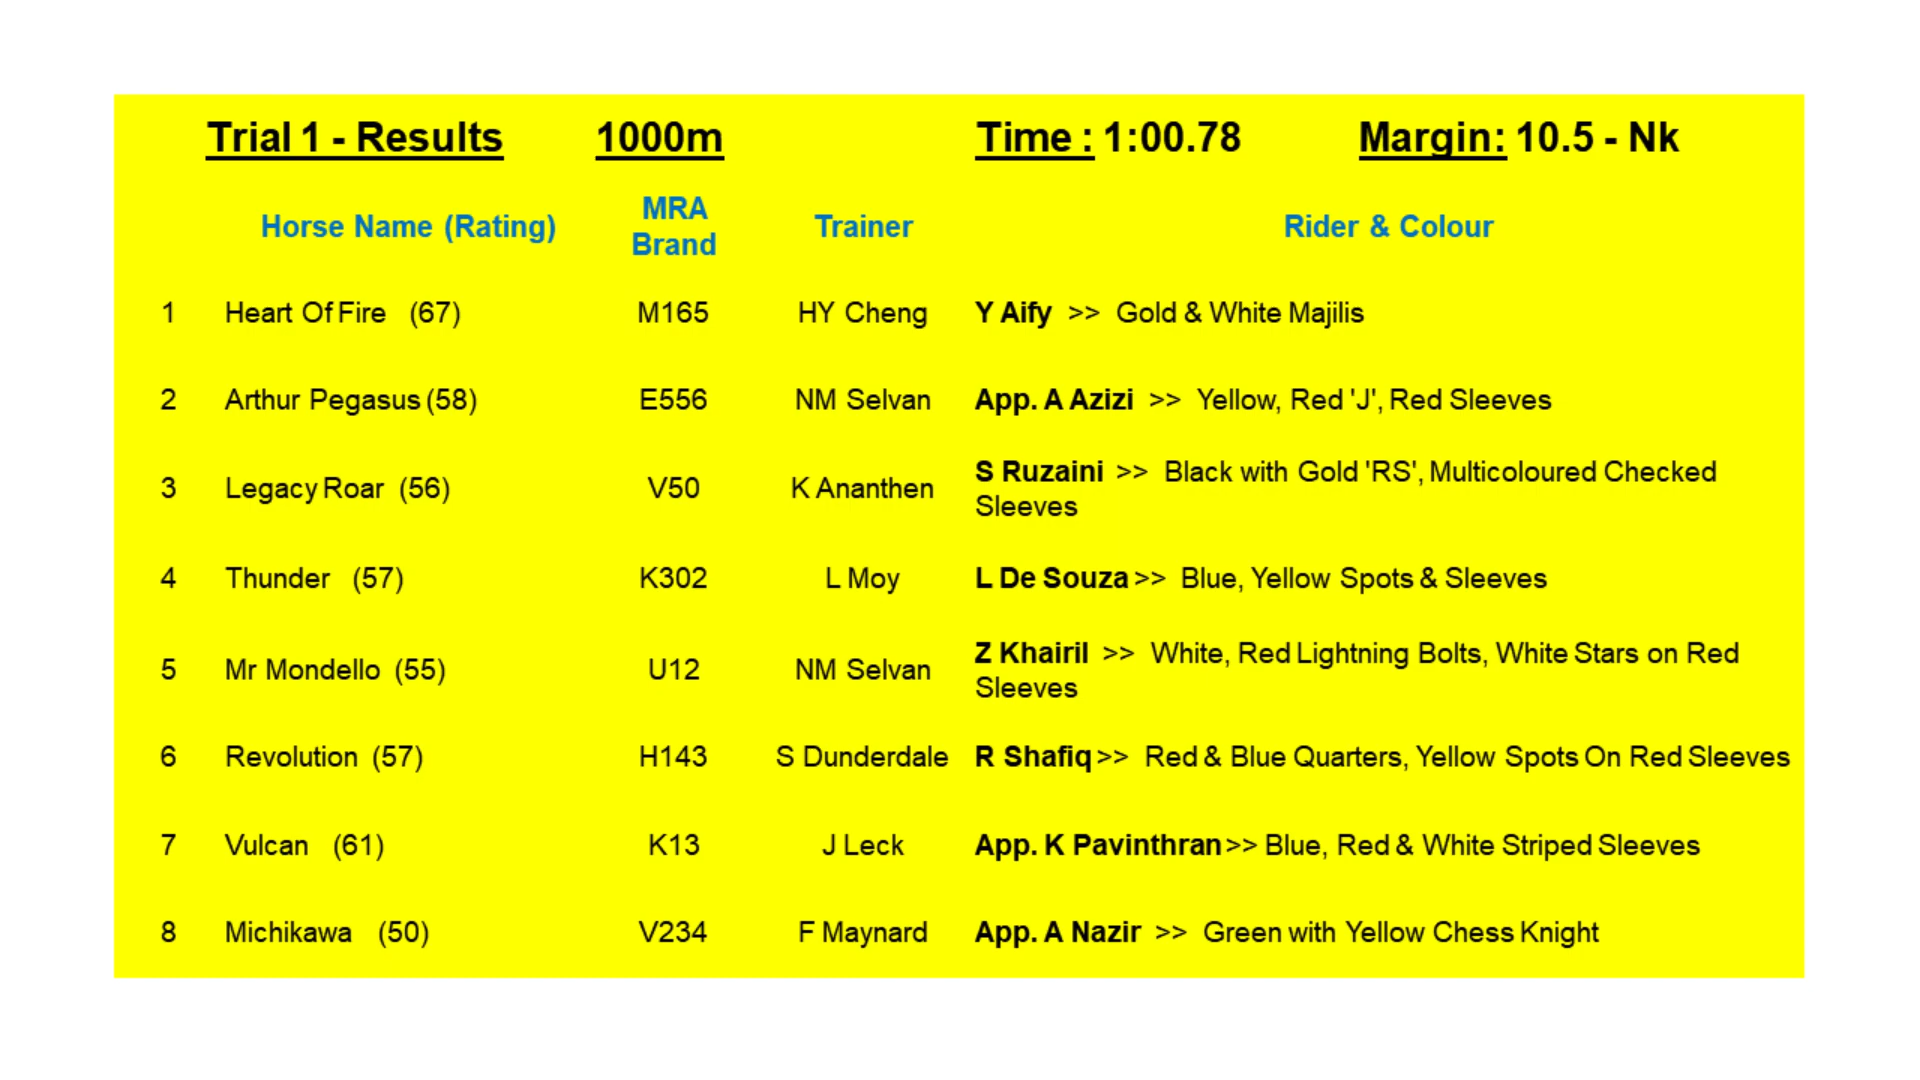 Trial 1 - Results 1000m Time : 1:00.78 Margin: 10.5 - Nk
Horse Name (Rating) MRA Brand Trainer Rider & Colour
1 Heart Of Fire (67) M165 HY Cheng Y Aify >> Gold & White Majilis
2 Arthur Pegasus (58) E556 NM Selvan App. A Azizi >> Yellow, Red 'J', Red Sleeves
3 Legacy Roar (56) V50 K Ananthen S Ruzaini >> Black with Gold 'RS', Multicoloured Checked
Sleeves
4 Thunder (57) K302 L Moy L De Souza >> Blue, Yellow Spots & Sleeves
5 Mr Mondello (55) U12 NM Selvan Z Khairil >> White, Red Lightning Bolts, White Stars on Red
Sleeves
6 Revolution (57) H143 S Dunderdale R Shafiq >> Red & Blue Quarters, Yellow Spots On Red Sleeves
7 Vulcan (61) K13 J Leck App. K Pavinthran >> Blue, Red & White Striped Sleeves
8 Michikawa (50) V234 F Maynard App. A Nazir >> Green with Yellow Chess Knight